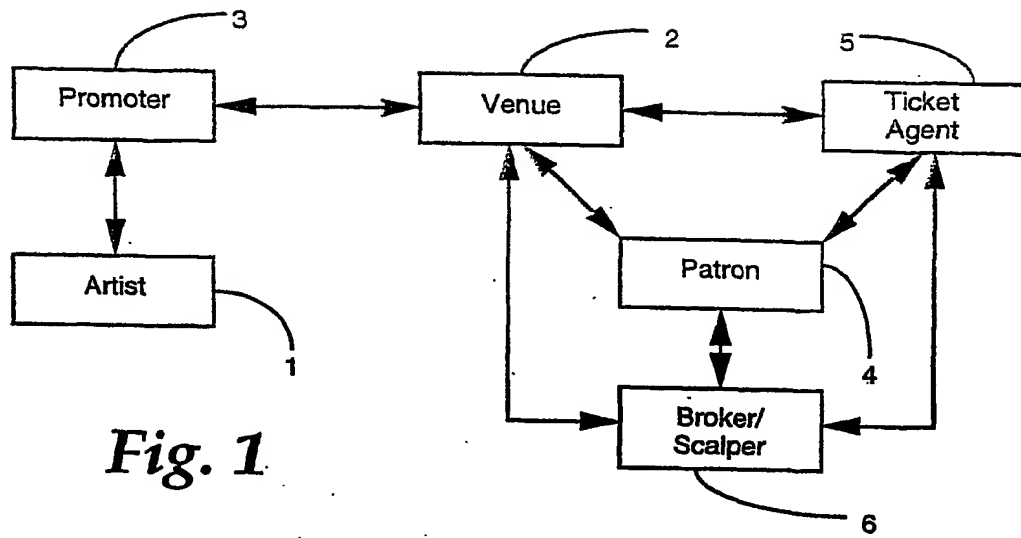 3
2
5
Promoter
Venue
Ticket
Agent
Patron
Artist
1
4
Broker/
Scalper
6
Fig. 1